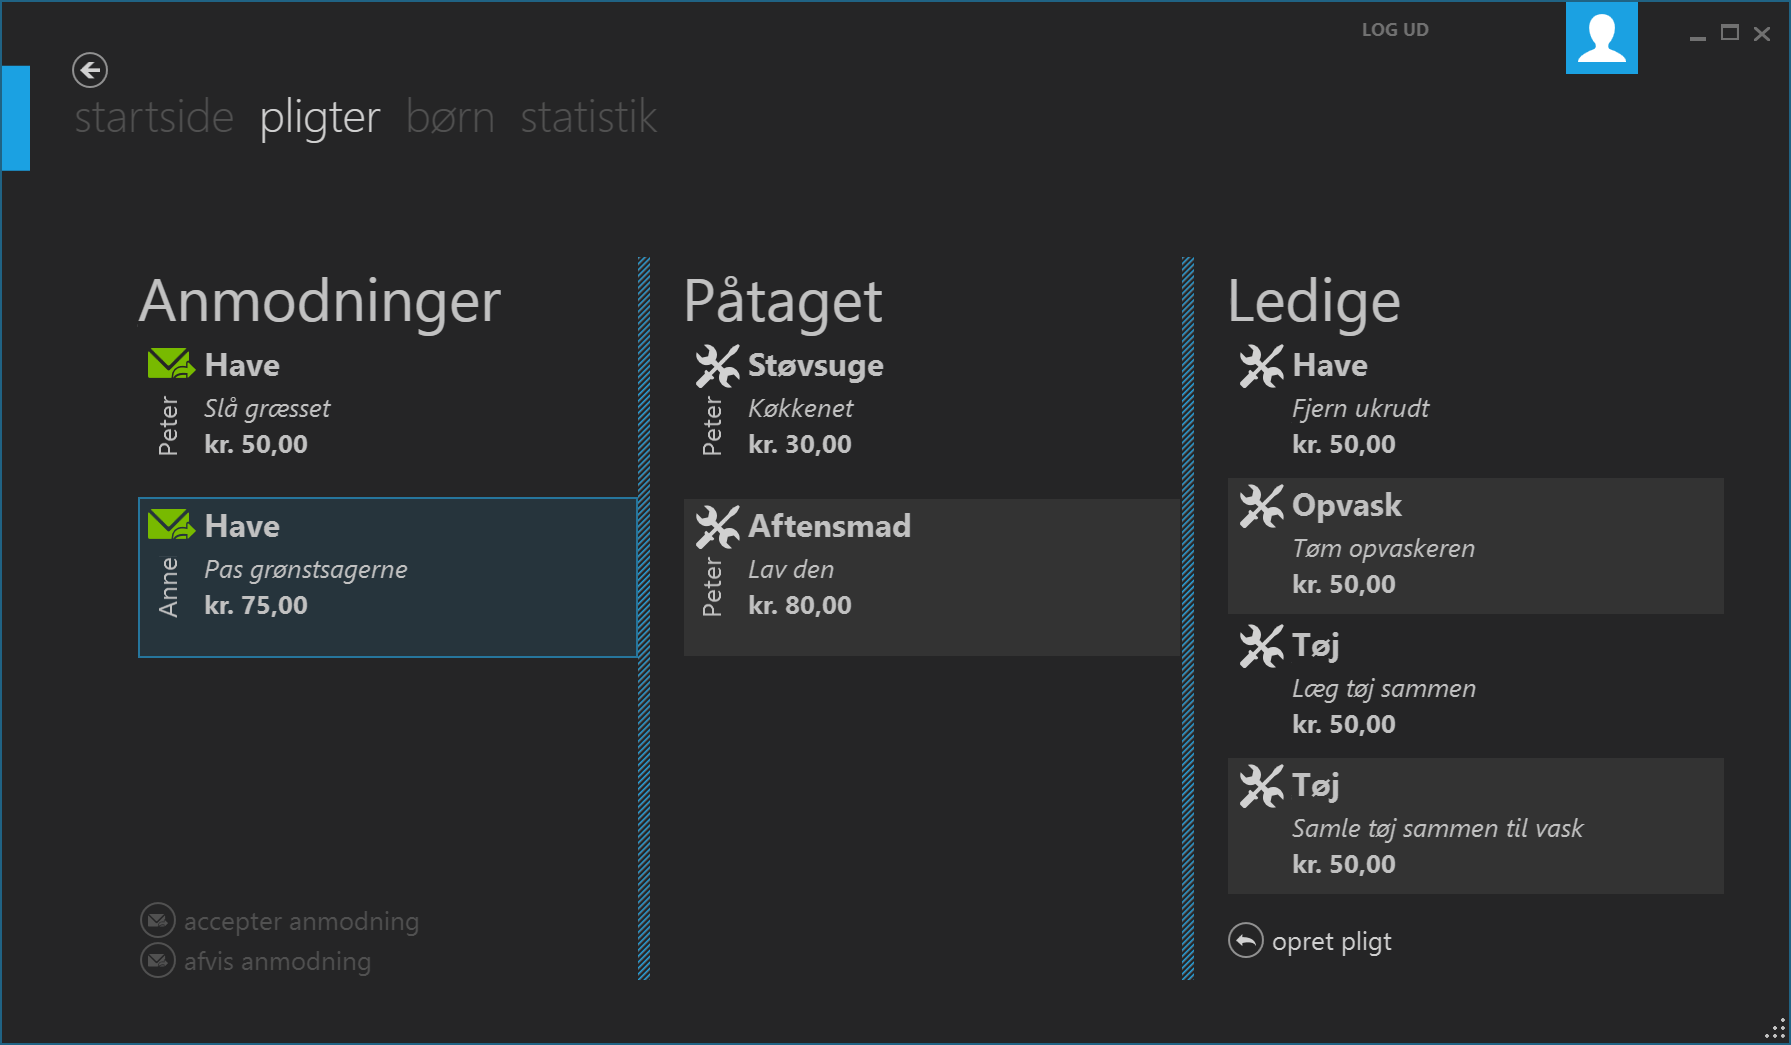 LOG UD
startside pligter børn statistik
Anmodninger
Have
Slå græsset
kr. 50,00
Peter
Have
Pas grønstsagerne
kr. 75,00
Anne
accepter anmodning
afvis anmodning
Påtaget
Støvsuge
Køkkenet
kr. 30,00
Peter
Aftensmad
Lav den
kr. 80,00
Peter
Ledige
Have
Fjern ukrudt
kr. 50,00
Opvask
Tøm opvaskeren
kr. 50,00
Tøj
Læg tøj sammen
kr. 50,00
Tøj
Samle tøj sammen til vask
kr. 50,00
opret pligt